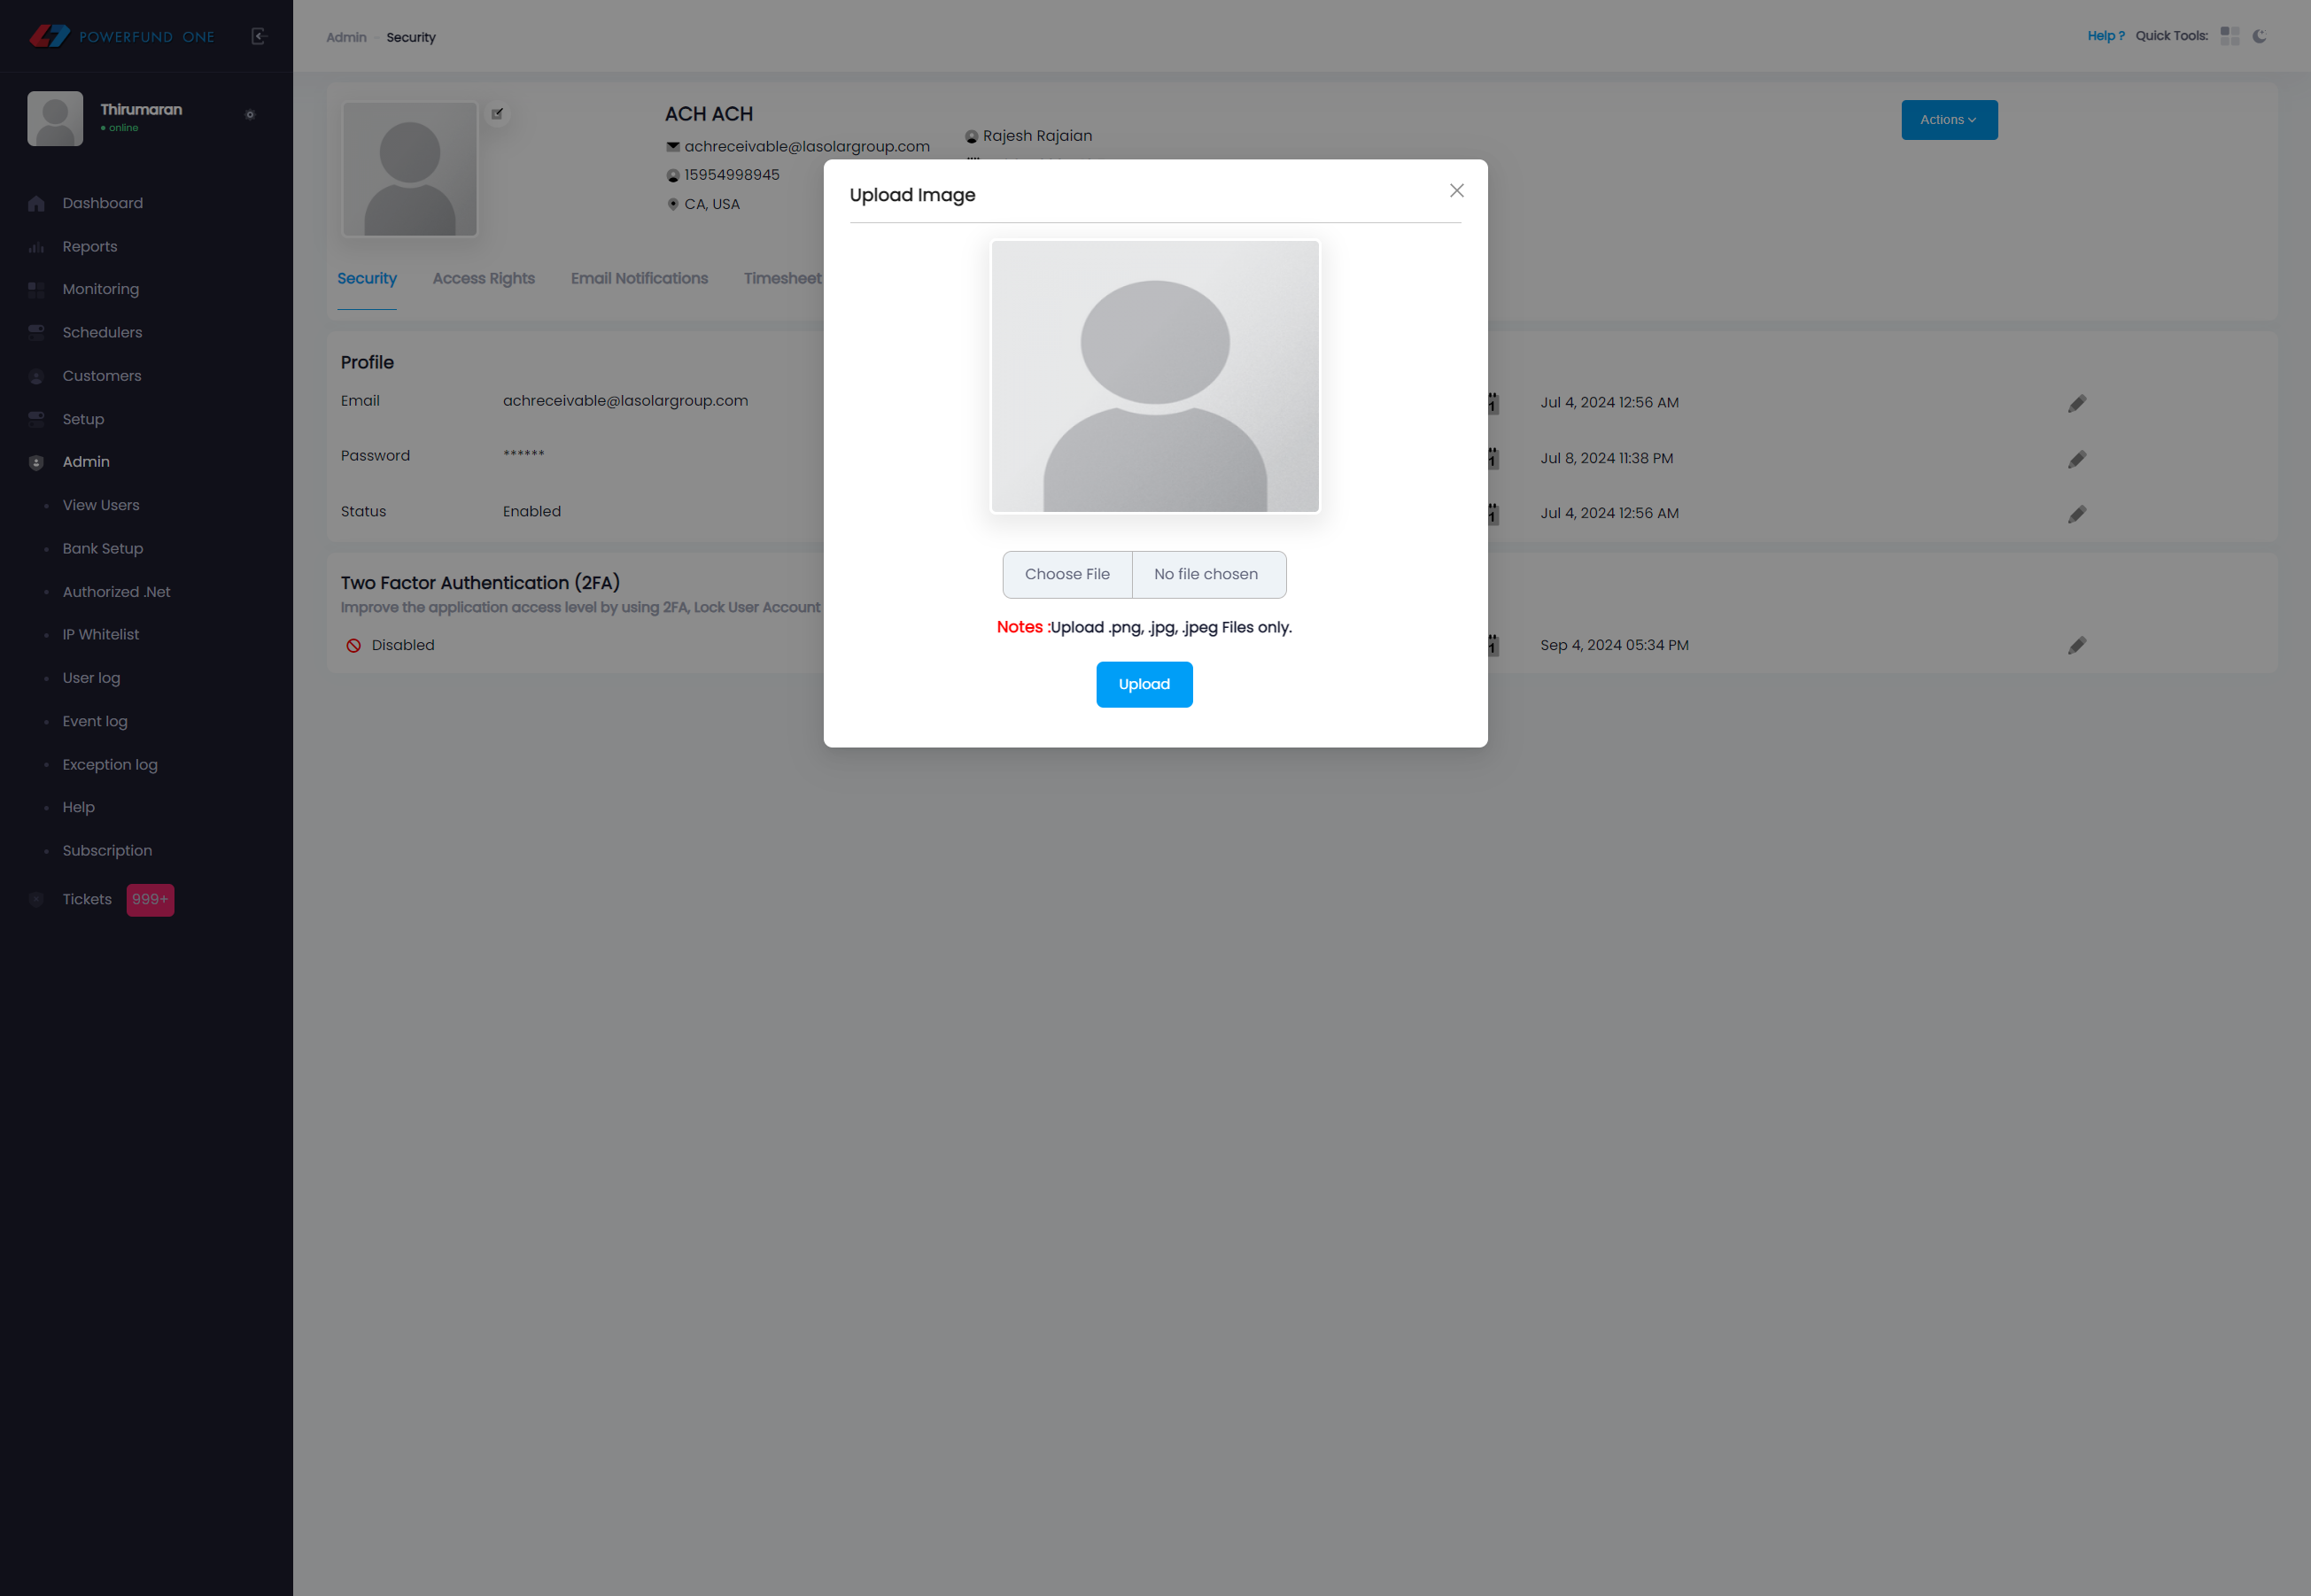 POWERFUND ONE
Admin Security
Help ? Quick Tools:
Thirumaran
online
Dashboard
Reports
Monitoring
Schedulers
Customers
Setup
Admin
View Users
Bank Setup
Authorized .Net
IP Whitelist
User log
Event log
Exception log
Help
Subscription
Tickets 999+
ACH ACH
achreceivable@lasolargroup.com
15954998945
CA, USA
Rajesh Rajaian
Actions
Security Access Rights Email Notifications Timesheet
Profile
Email achreceivable@lasolargroup.com 1 Jul 4, 2024 12:56 AM
Password ****** 1 Jul 8, 2024 11:38 PM
Status Enabled 1 Jul 4, 2024 12:56 AM
Two Factor Authentication (2FA)
Improve the application access level by using 2FA, Lock User Account
Disabled 1 Sep 4, 2024 05:34 PM
Upload Image
Choose File No file chosen
Notes :Upload .png, .jpg, .jpeg Files only.
Upload